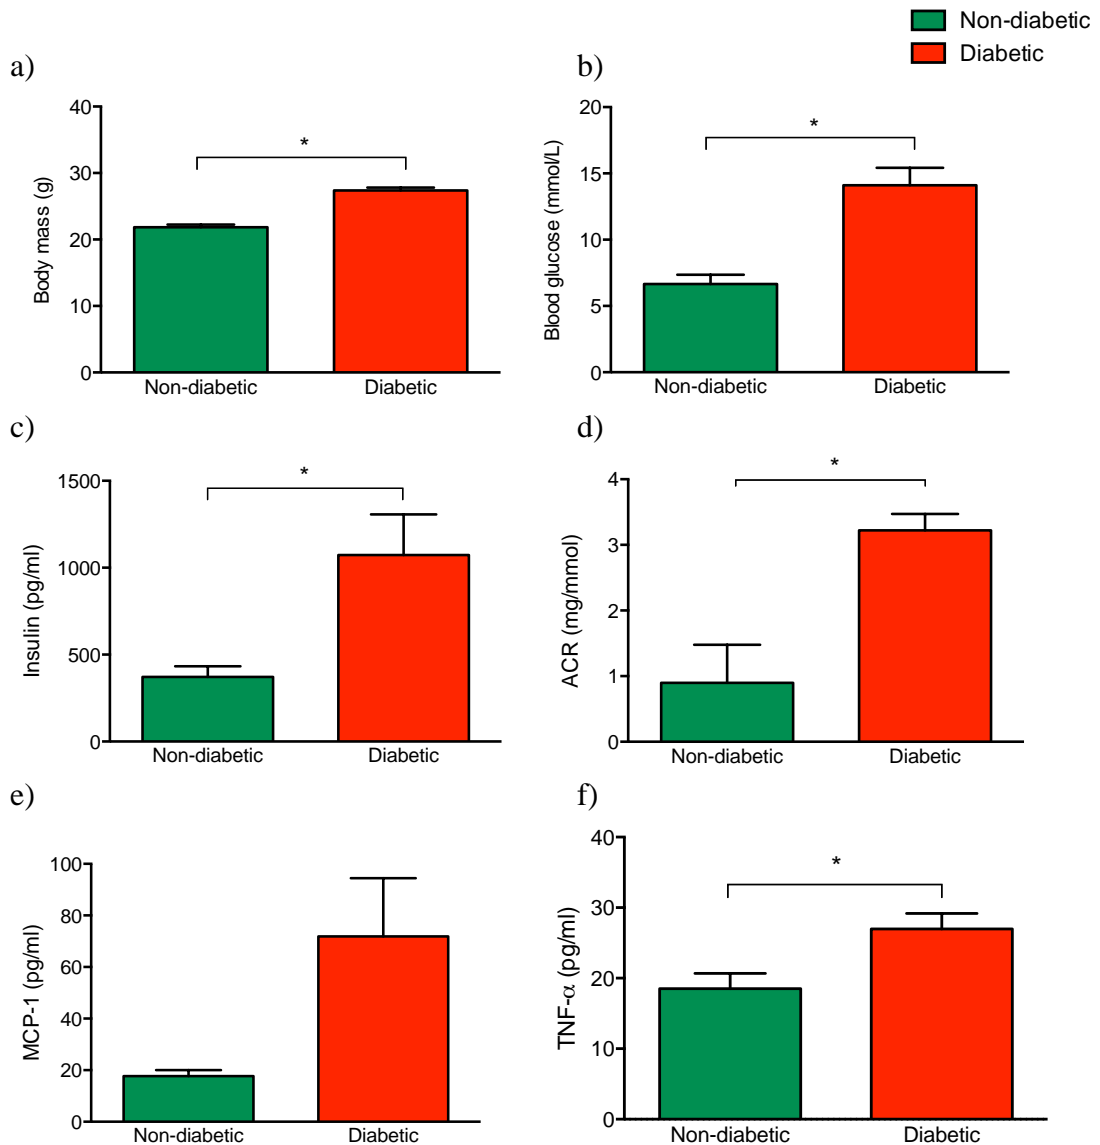 Non-diabetic
Diabetic
a)
b)
40
30
20
10
0
Body mass (g)
*
Non-diabetic Diabetic
20
15
10
5
0
Blood glucose (mmol/L)
*
Non-diabetic Diabetic
c)
d)
1500
1000
500
0
Insulin (pg/ml)
*
Non-diabetic Diabetic
4
3
2
1
0
ACR (mg/mmol)
*
Non-diabetic Diabetic
e)
f)
100
80
60
40
20
0
MCP-1 (pg/ml)
Non-diabetic Diabetic
40
30
20
10
0
TNF-α (pg/ml)
*
Non-diabetic Diabetic